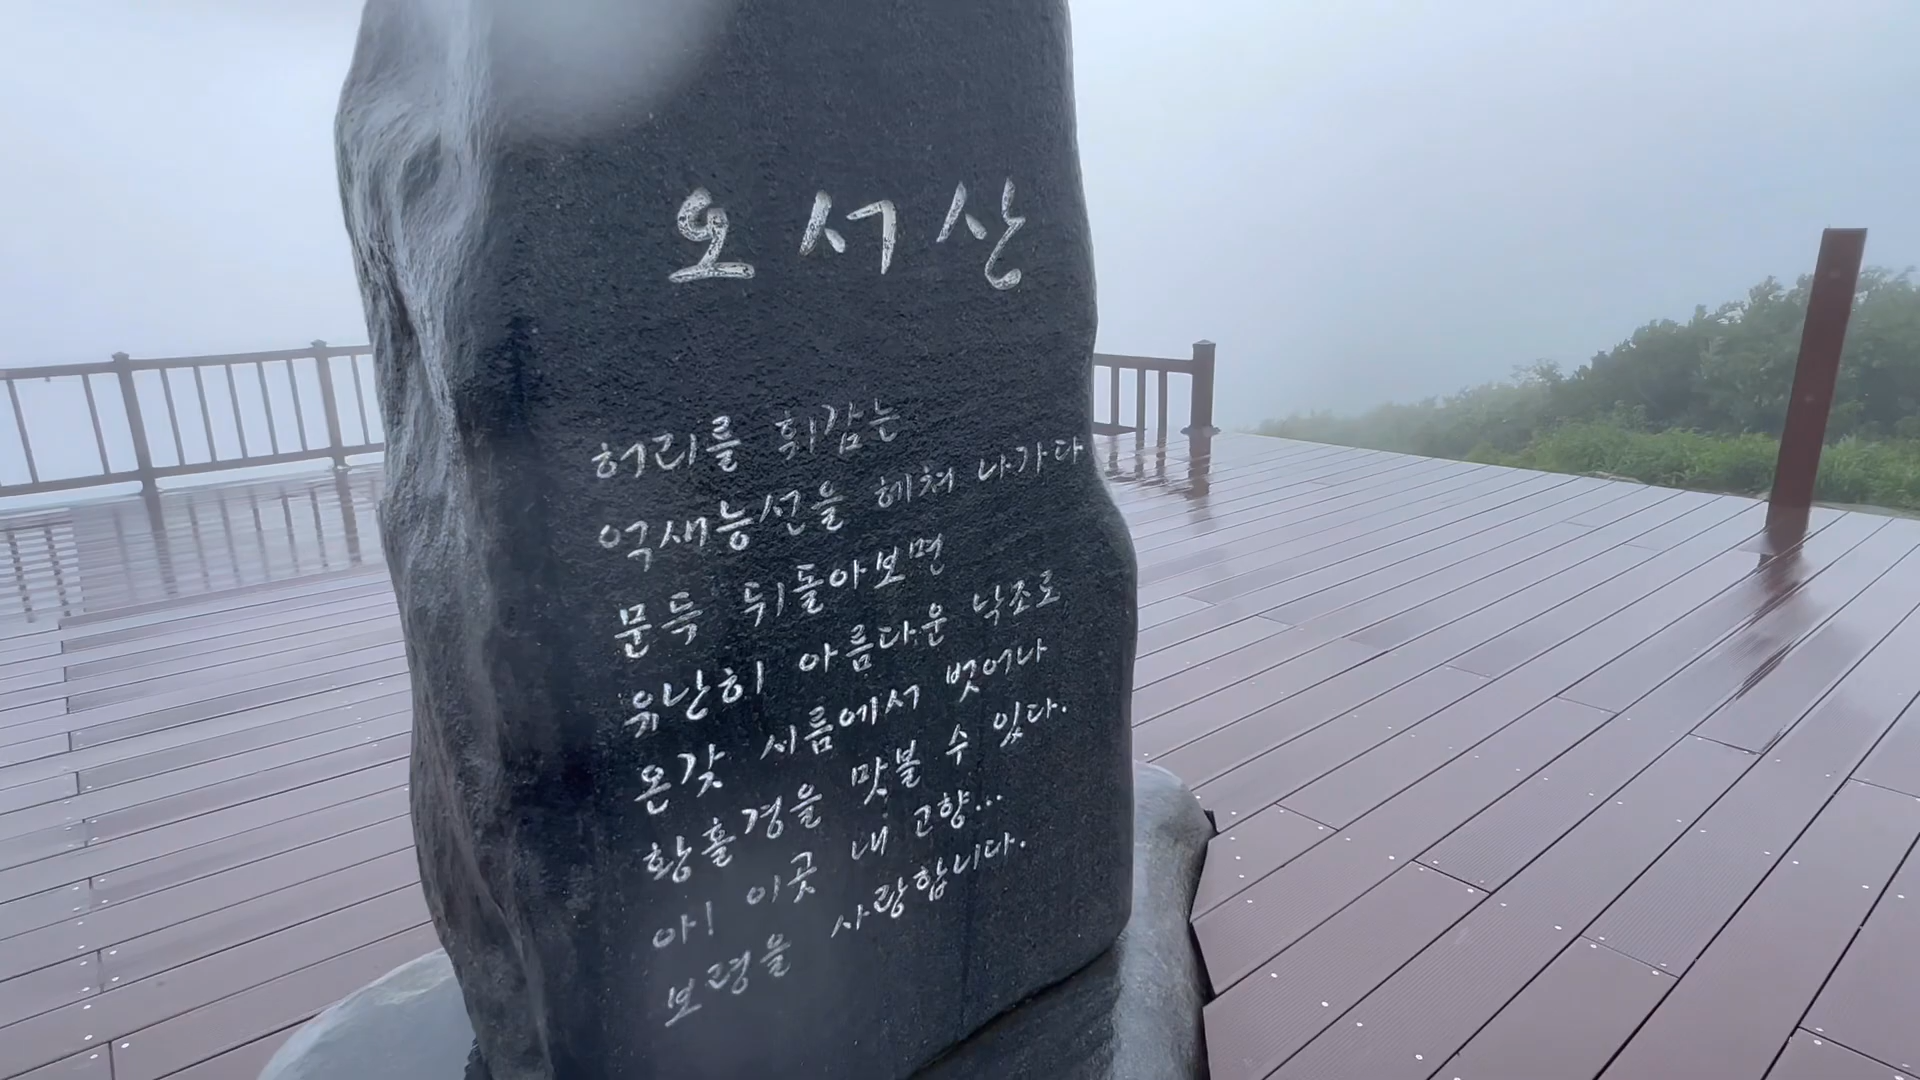 오서산
허리를 휘감는
억새능선을 헤쳐 나가다
문득 뒤돌아보면
유난히 아름다운 낙조로
온갖 시름에서 벗어나
황홀경을 맛볼 수 있다.
아! 이곳 내 고향...
보령을 사랑합니다.